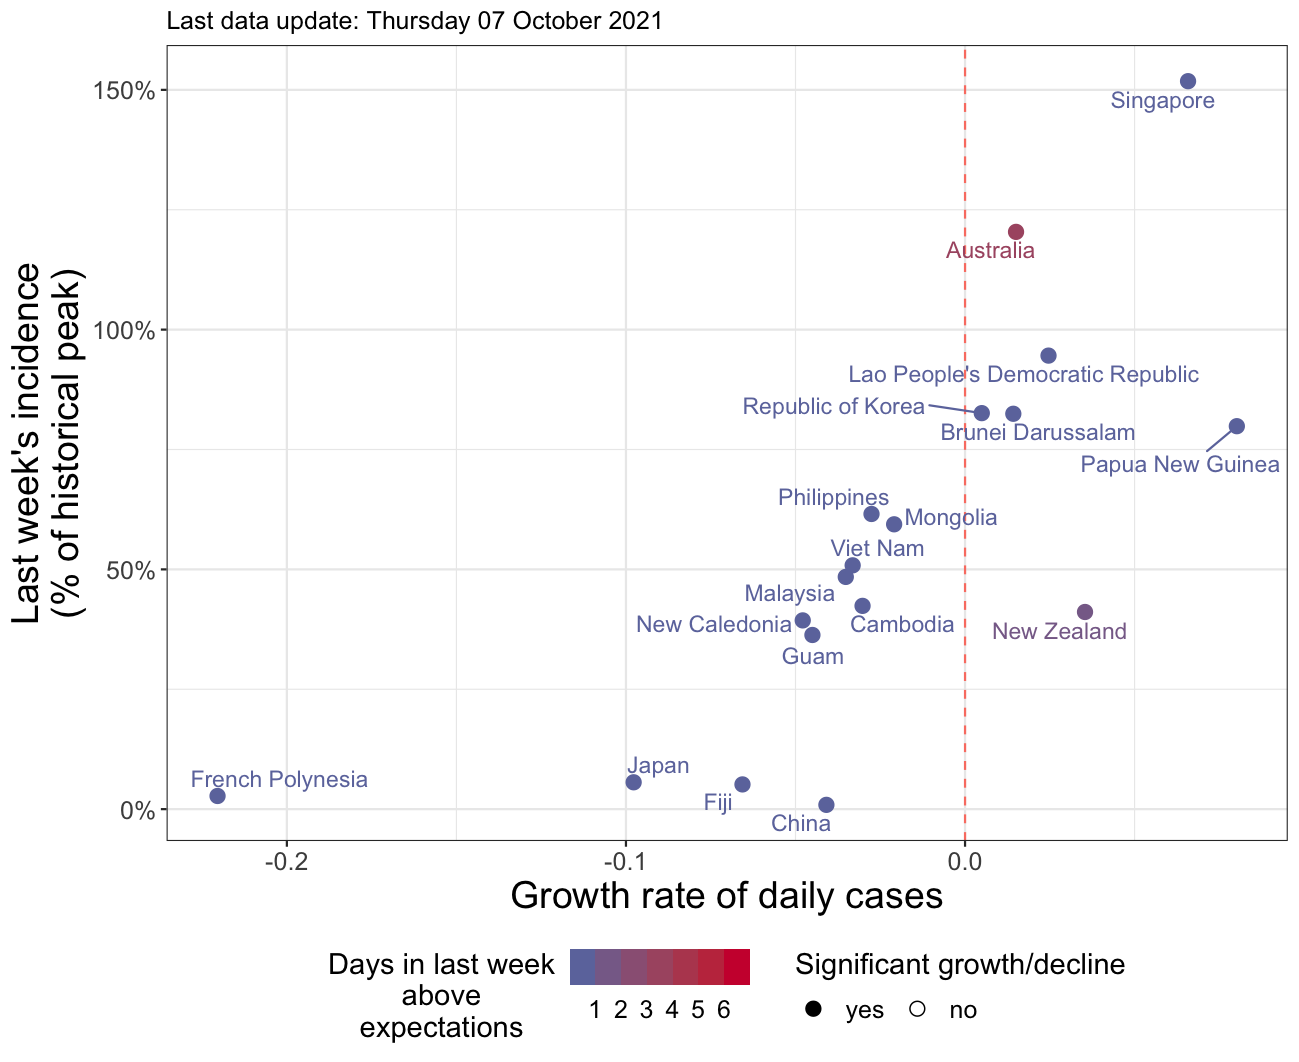 Last data update: Thursday 07 October 2021
150%
Singapore
Australia
100%
Lao People's Democratic Republic
Republic of Korea
Brunei Darussalam
Papua New Guinea
Philippines
Mongolia
Viet Nam
50%
Malaysia
New Caledonia
Cambodia
New Zealand
Guam
Japan
French Polynesia
Fiji
0%
China
Last week's incidence
(% of historical peak)
-0.2 -0.1 0.0
Growth rate of daily cases
Days in last week
above
expectations
1 2 3 4 5 6
Significant growth/decline
yes no